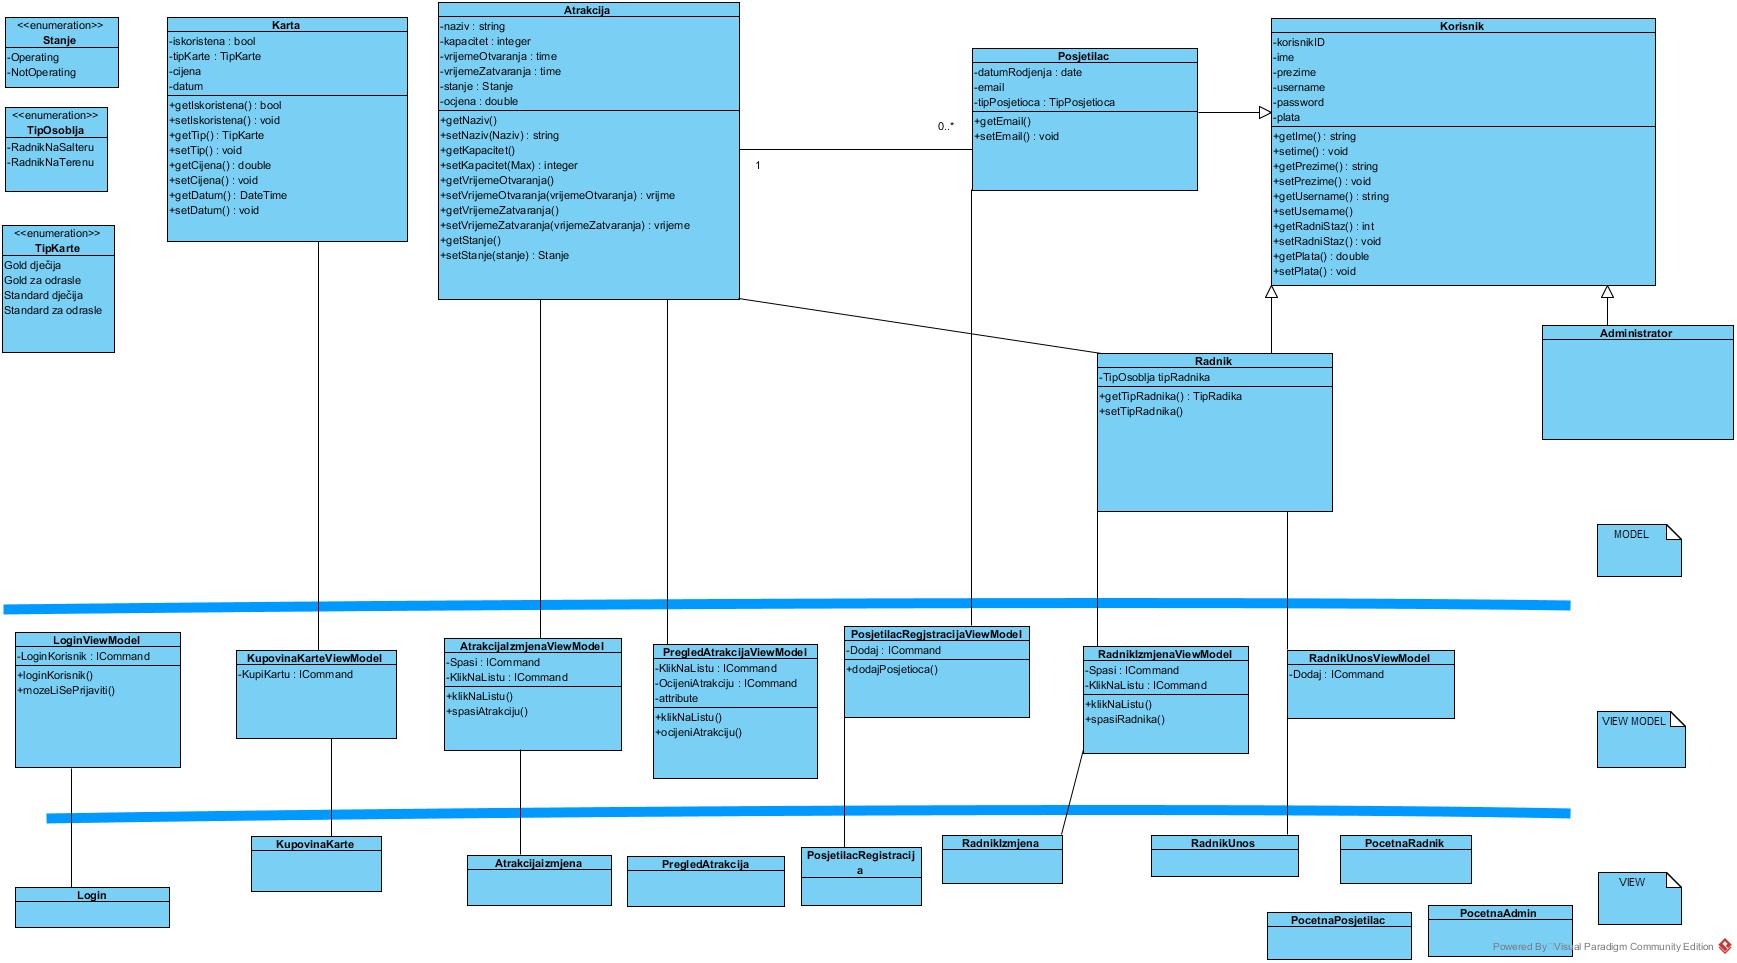 <<enumeration>>
Stanje
-Operating
-NotOperating
<<enumeration>>
TipOsoblja
-RadnikNaSalteru
-RadnikNaTerenu
<<enumeration>>
TipKarte
Gold dječija
Gold za odrasle
Standard dječija
Standard za odrasle
Karta
-iskoristena : bool
-tipKarte : TipKarte
-cijena
-datum
+getIskoristena() : bool
+setIskoristena() : void
+getTip() : TipKarte
+setTip() : void
+getCijena() : double
+setCijena() : void
+getDatum() : DateTime
+setDatum() : void
Atrakcija
-naziv : string
-kapacitet : integer
-vrijemeOtvaranja : time
-vrijemeZatvaranja : time
-stanje : Stanje
-ocjena : double
+getNaziv()
+setNaziv(Naziv) : string
+getKapacitet()
+setKapacitet(Max) : integer
+getVrijemeOtvaranja()
+setVrijemeOtvaranja(vrijemeOtvaranja) : vrijme
+getVrijemeZatvaranja()
+setVrijemeZatvaranja(vrijemeZatvaranja) : vrijeme
+getStanje()
+setStanje(stanje) : Stanje
0..*
1
Posjetilac
-datumRodjenja : date
-email
-tipPosjetioca : TipPosjetioca
+getEmail()
+setEmail() : void
Korisnik
-korisnikID
-ime
-prezime
-username
-password
-plata
+getIme() : string
+setime() : void
+getPrezime() : string
+setPrezime() : void
+getUsername() : string
+setUsername()
+getRadniStaz() : int
+setRadniStaz() : void
+getPlata() : double
+setPlata() : void
Administrator
Radnik
-TipOsoblja tipRadnika
+getTipRadnika() : TipRadika
+setTipRadnika()
MODEL
LoginViewModel
-LoginKorisnik : ICommand
+loginKorisnik()
+mozeLiSePrijaviti()
KupovinaKarteViewModel
-KupiKartu : ICommand
AtrakcijaIzmjenaViewModel
-Spasi : ICommand
-KlikNaListu : ICommand
+klikNaListu()
+spasiAtrakciju()
PregledAtrakcijaViewModel
-KlikNaListu : ICommand
-OcijeniAtrakciju : ICommand
-attribute
+klikNaListu()
+ocijeniAtrakciju()
PosjetilacRegjstracijaViewModel
-Dodaj : ICommand
+dodajPosjetioca()
RadnikIzmjenaViewModel
-Spasi : ICommand
-KlikNaListu : ICommand
+klikNaListu()
+spasiRadnika()
RadnikUnosViewModel
-Dodaj : ICommand
VIEW MODEL
Login
KupovinaKarte
Atrakcijaizmjena
PregledAtrakcija
PosjetilacRegistracij
a
RadnikIzmjena
RadnikUnos
PocetnaRadnik
PocetnaPosjetilac
PocetnaAdmin
VIEW
Powered By Visual Paradigm Community Edition